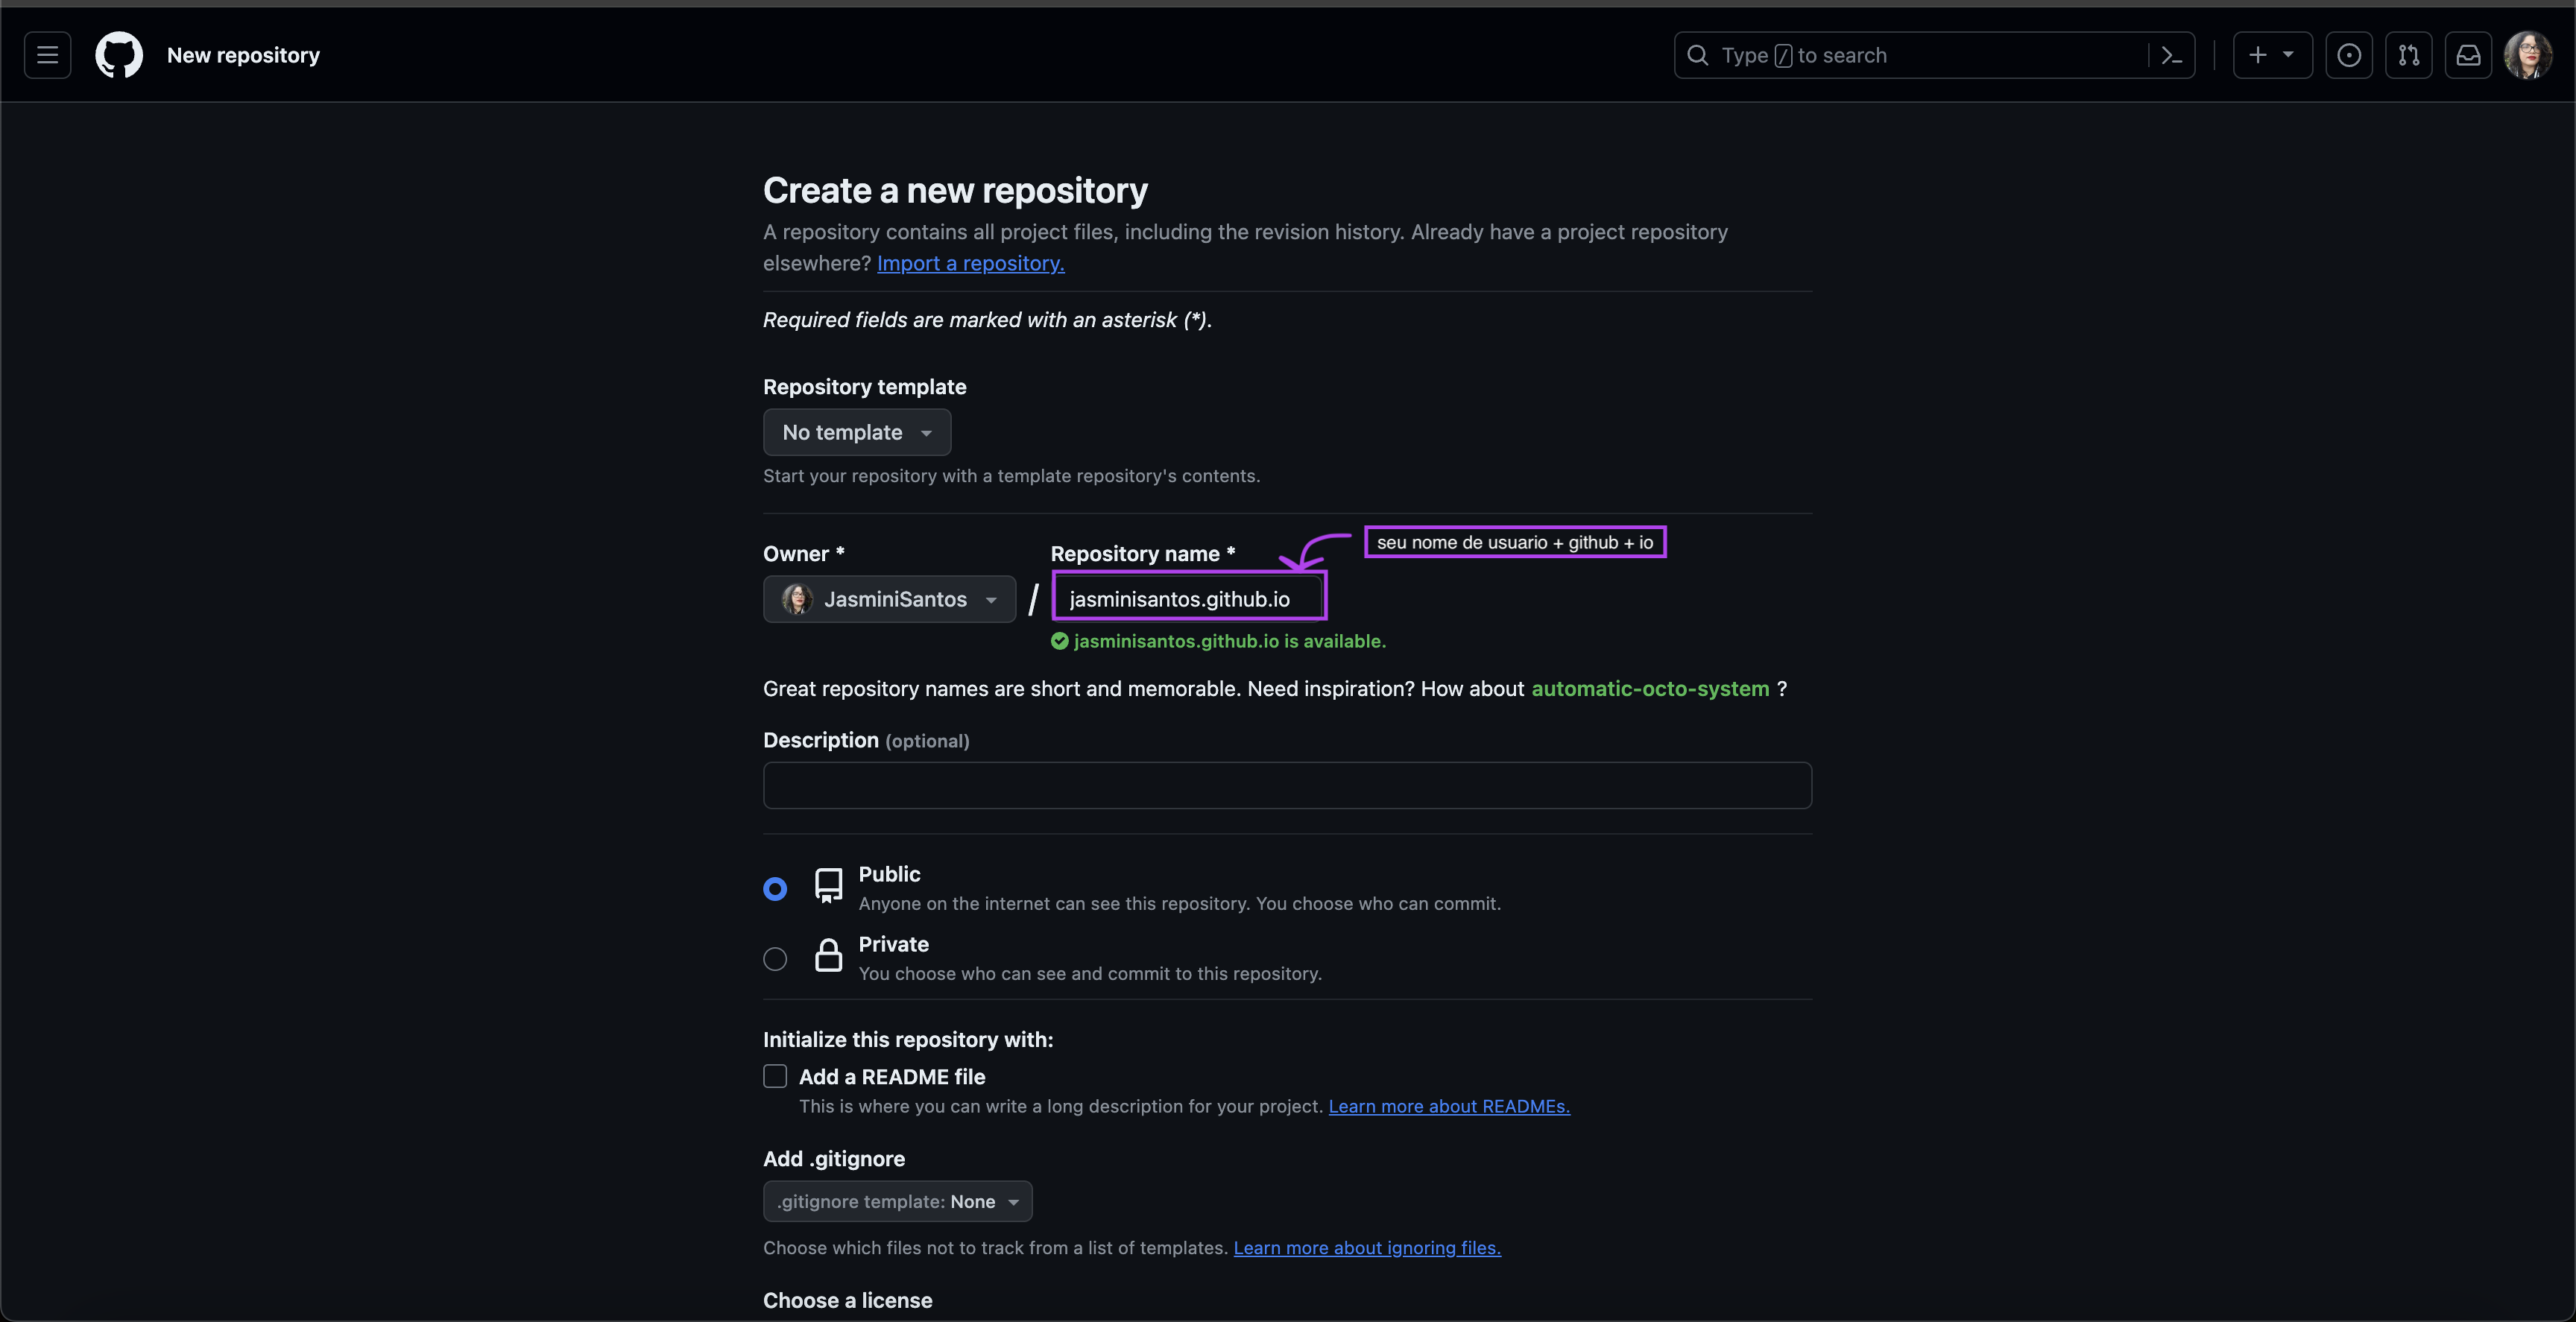 New repository
Type / to search
Create a new repository
A repository contains all project files, including the revision history. Already have a project repository
elsewhere? Import a repository.
Required fields are marked with an asterisk (*).
Repository template
No template
Start your repository with a template repository's contents.
seu nome de usuario + github + io
Owner *
Repository name *
JasminiSantos / jasminisantos.github.io
jasminisantos.github.io is available.
Great repository names are short and memorable. Need inspiration? How about automatic-octo-system ?
Description (optional)
Public
Anyone on the internet can see this repository. You choose who can commit.
Private
You choose who can see and commit to this repository.
Initialize this repository with:
Add a README file
This is where you can write a long description for your project. Learn more about READMEs.
Add .gitignore
.gitignore template: None
Choose which files not to track from a list of templates. Learn more about ignoring files.
Choose a license